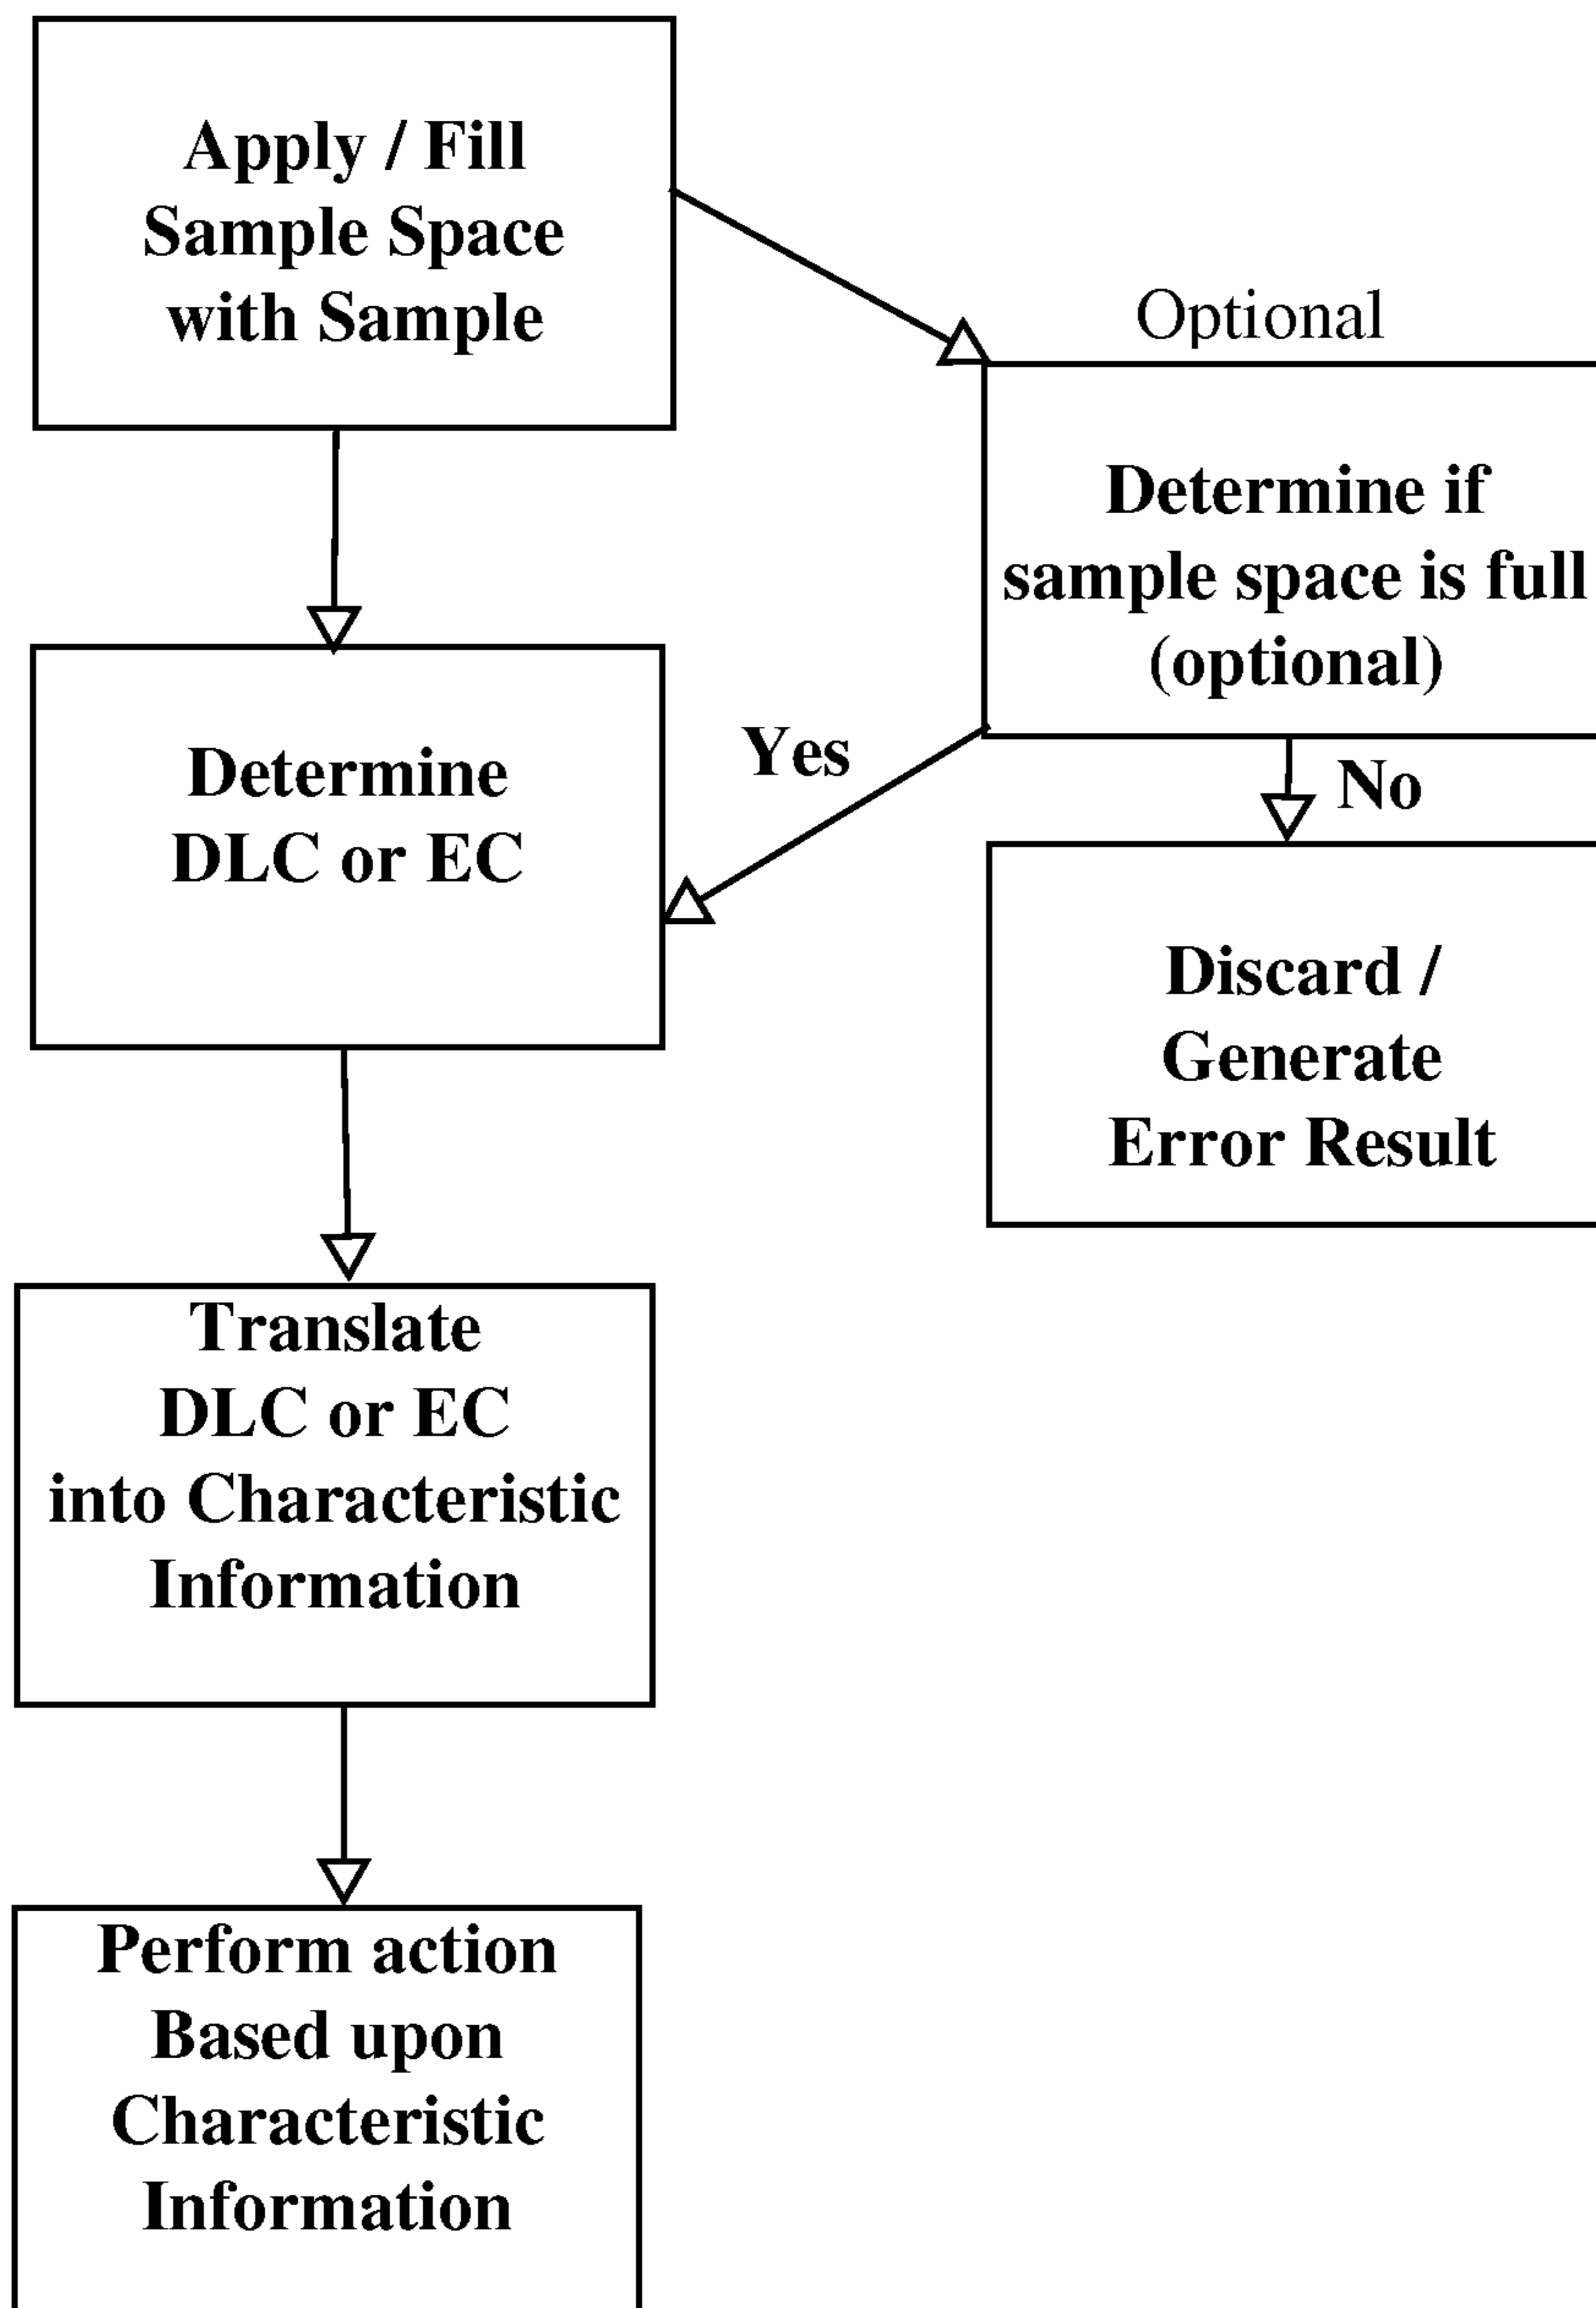 Apply / Fill
Sample Space
with Sample
Optional
Determine if
sample space is full
(optional)
Yes
No
Determine
DLC or EC
Discard /
Generate
Error Result
Translate
DLC or EC
into Characteristic
Information
Perform action
Based upon
Characteristic
Information